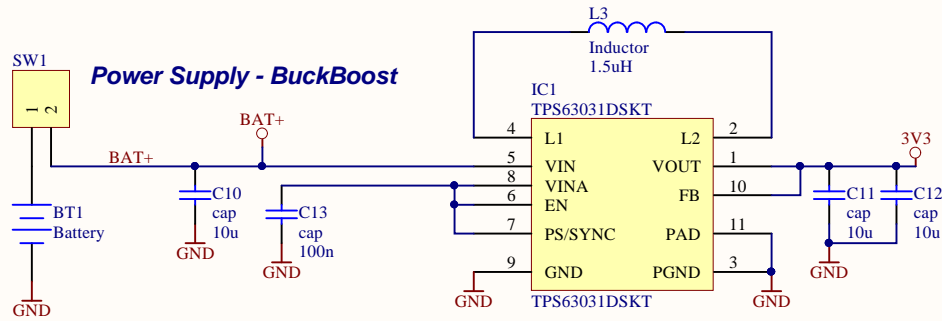 L3
Inductor
1.5uH
SW1
1
2
Power Supply - BuckBoost
IC1
TPS63031DSKT
BAT+
BAT+
4
L1
L2
2
3V3
5
VIN
VOUT
1
8
VINA
6
EN
FB
10
7
PS/SYNC
PAD
11
9
GND
PGND
3
TPS63031DSKT
C10
cap
10u
C13
cap
100n
C11
cap
10u
C12
cap
10u
BT1
Battery
GND
GND
GND
GND
GND
GND